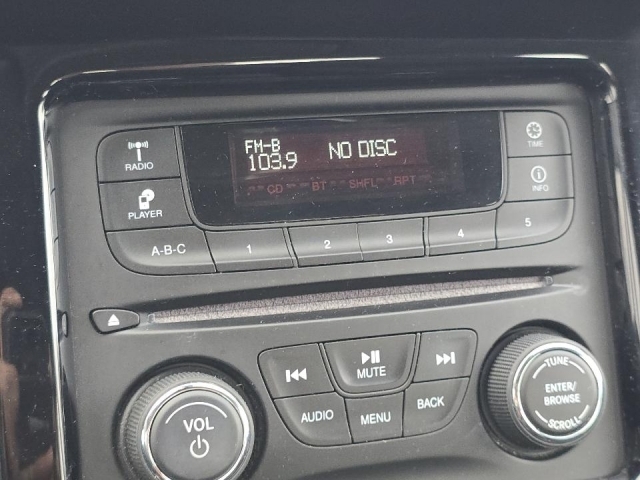 RADIO
FM-B
103.9 NO DISC
CD BT SHFL RPT
TIME
INFO
PLAYER
A-B-C 1 2 3 4 5
MUTE
AUDIO MENU BACK
VOL
TUNE
ENTER/
BROWSE
SCROLL